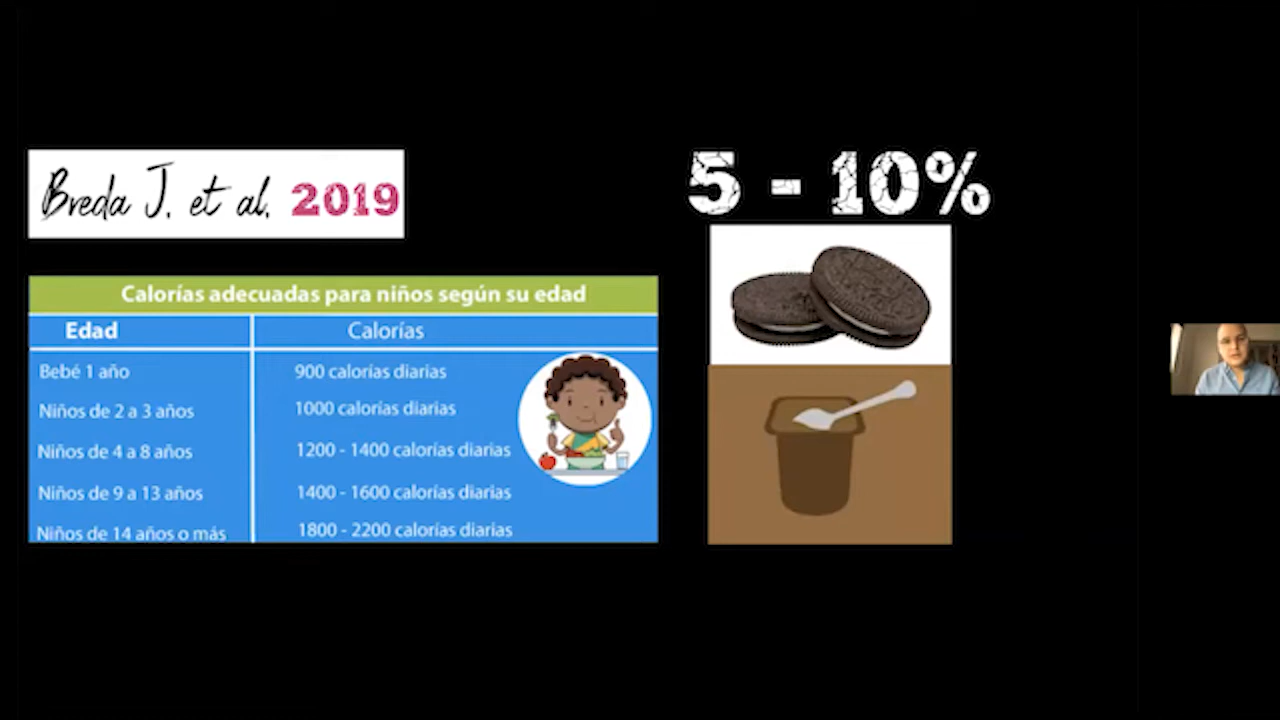 Breda J. et al. 2019
5 - 10%
Calorías adecuadas para niños según su edad
Edad Calorías
Bebé 1 año 900 calorías diarias
Niños de 2 a 3 años 1000 calorías diarias
Niños de 4 a 8 años 1200 - 1400 calorías diarias
Niños de 9 a 13 años 1400 - 1600 calorías diarias
Niños de 14 años o más 1800 - 2200 calorías diarias